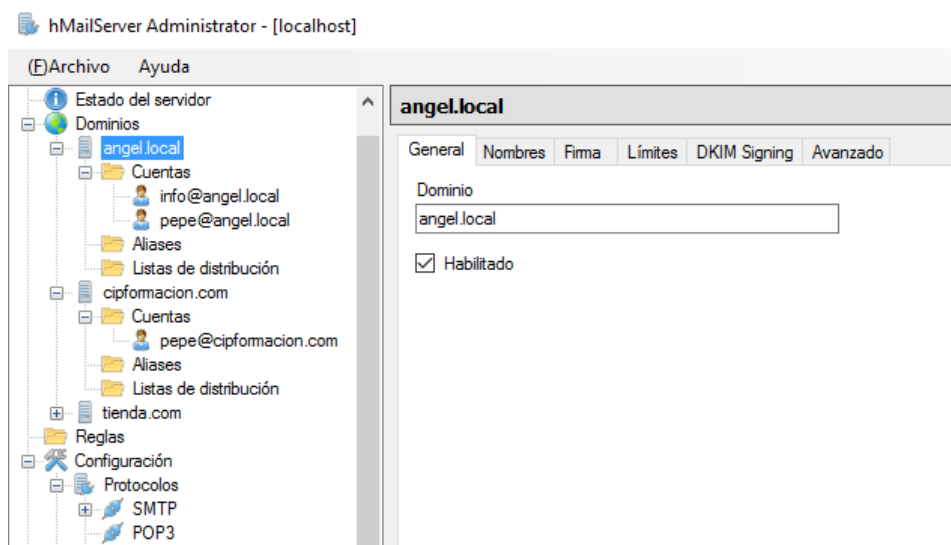 hMailServer Administrator - [localhost]
(F)Archivo Ayuda
Estado del servidor
Dominios
angel.local
Cuentas
info@angel.local
pepe@angel.local
Aliases
Listas de distribución
cipformacion.com
Cuentas
pepe@cipformacion.com
Aliases
Listas de distribución
tienda.com
Reglas
Configuración
Protocolos
SMTP
POP3
angel.local
General Nombres Firma Límites DKIM Signing Avanzado
Dominio
angel.local
Habilitado